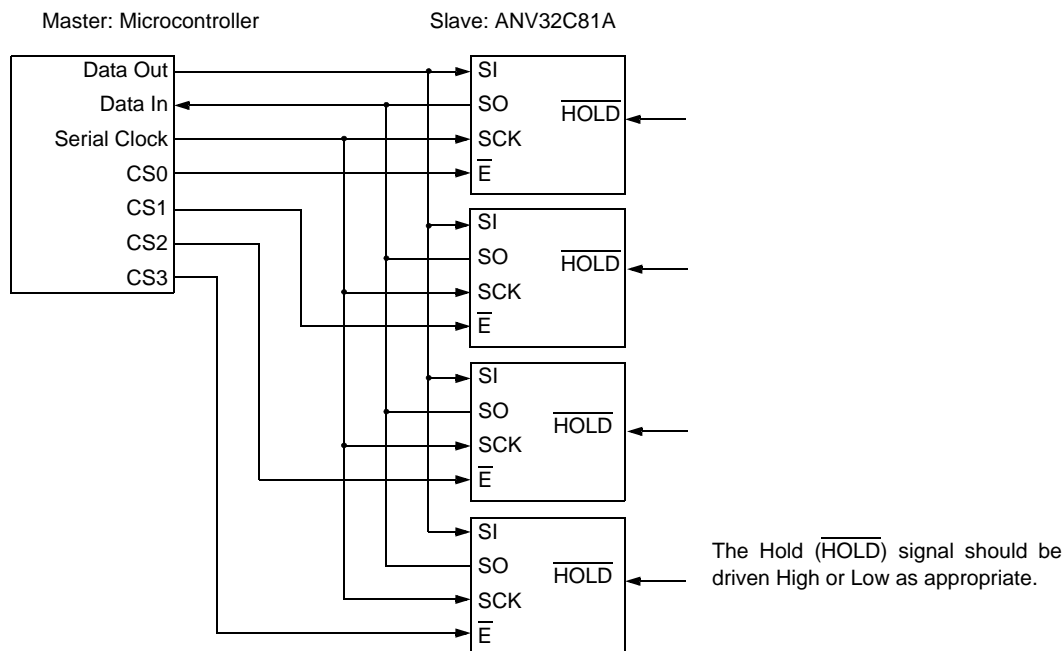 Master: Microcontroller
Slave: ANV32C81A
Data Out
Data In
Serial Clock
CS0
CS1
CS2
CS3
SI
SO
SCK
E
HOLD
SI
SO
SCK
E
HOLD
SI
SO
SCK
E
HOLD
SI
SO
SCK
E
HOLD
The Hold (HOLD) signal should be
driven High or Low as appropriate.